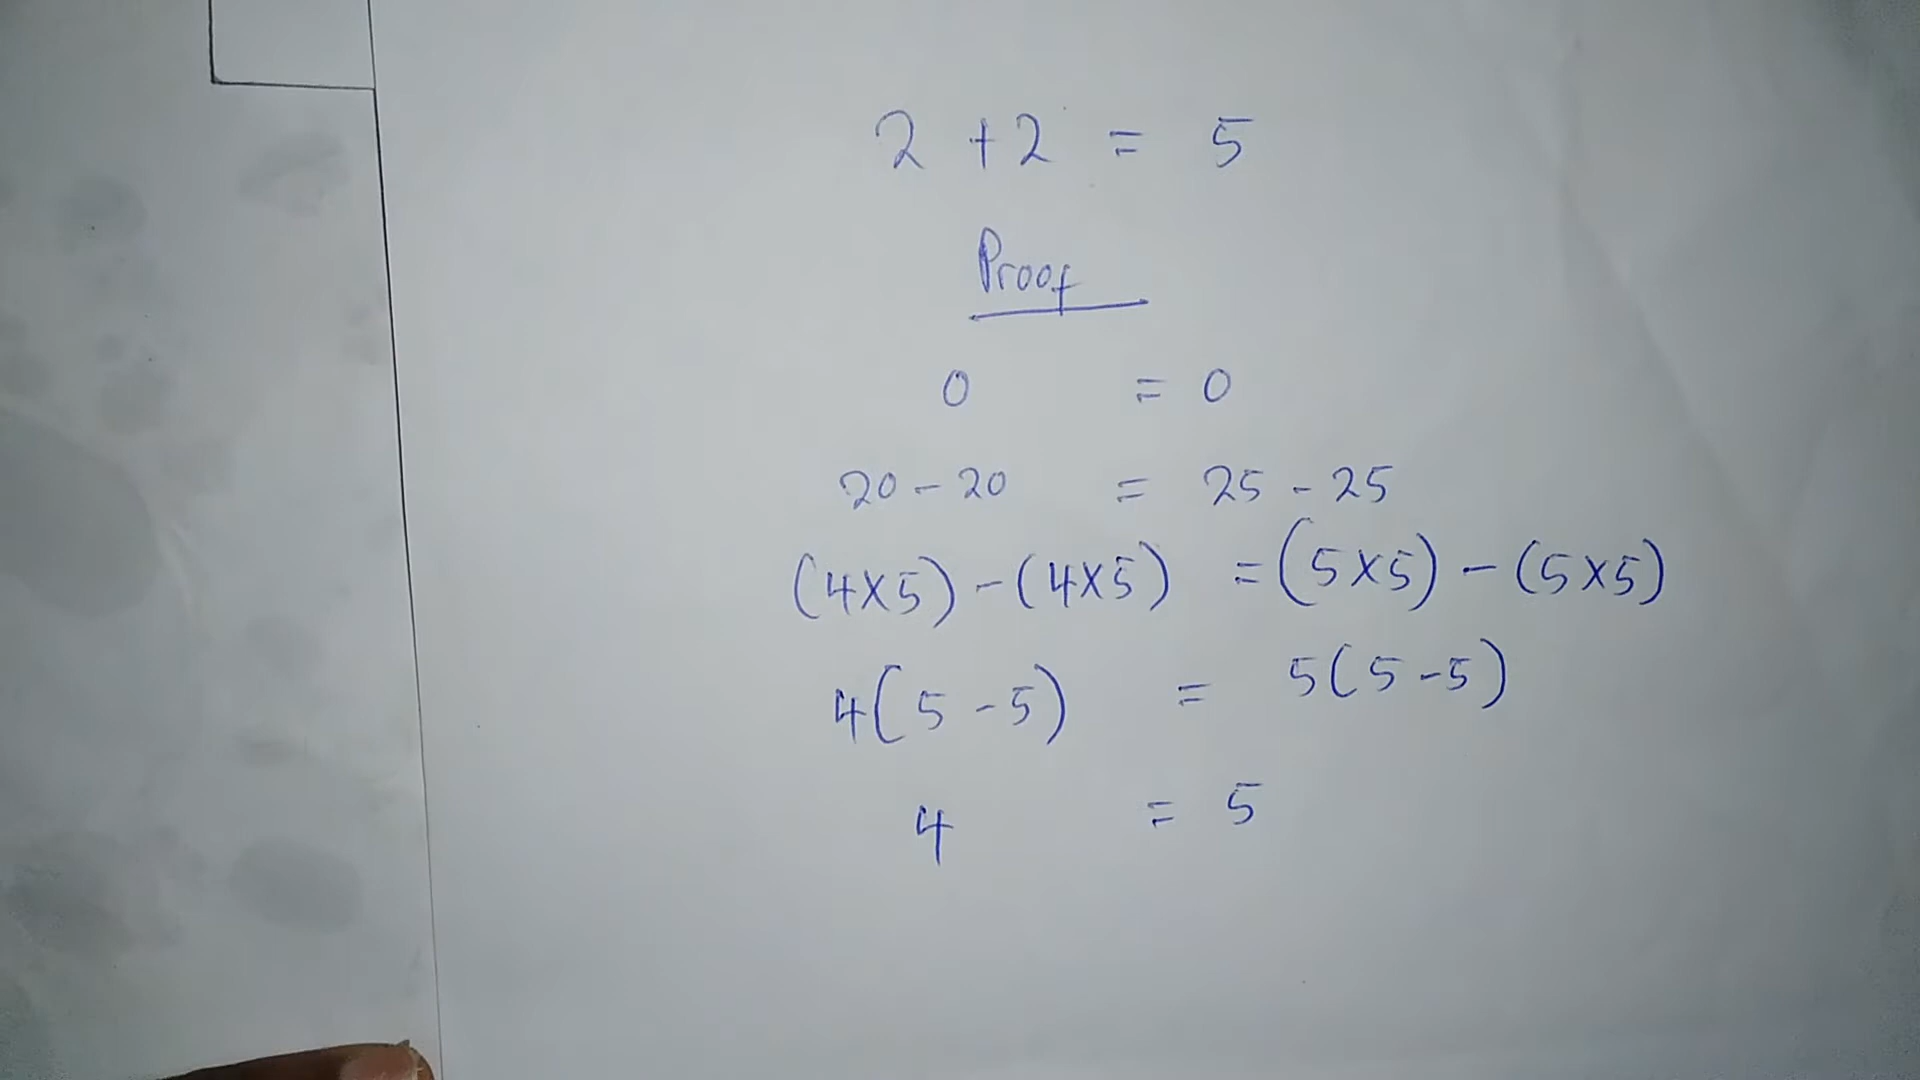 2 + 2 = 5
Proof
0 = 0
20 - 20 = 25 - 25
(4×5) - (4×5) = (5×5) - (5×5)
4(5 - 5) = 5(5 - 5)
4 = 5